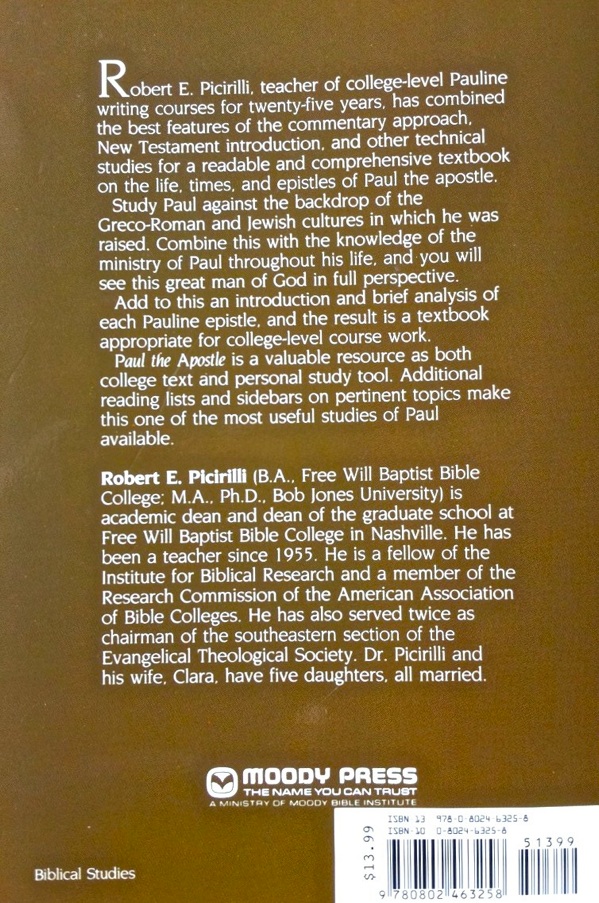 Robert E. Picirilli, teacher of college-level Pauline
writing courses for twenty-five years, has combined
the best features of the commentary approach,
New Testament introduction, and other technical
studies for a readable and comprehensive textbook
on the life, times, and epistles of Paul the apostle.
Study Paul against the backdrop of the
Greco-Roman and Jewish cultures in which he was
raised. Combine this with the knowledge of the
ministry of Paul throughout his life, and you will
see this great man of God in full perspective.
Add to this an introduction and brief analysis of
each Pauline epistle, and the result is a textbook
appropriate for college-level course work.
Paul the Apostle is a valuable resource as both
college text and personal study tool. Additional
reading lists and sidebars on pertinent topics make
this one of the most useful studies of Paul
available.
Robert E. Picirilli (B.A., Free Will Baptist Bible
College; M.A., Ph.D., Bob Jones University) is
academic dean and dean of the graduate school at
Free Will Baptist Bible College in Nashville. He has
been a teacher since 1955. He is a fellow of the
Institute for Biblical Research and a member of the
Research Commission of the American Association
of Bible Colleges. He has also served twice as
chairman of the southeastern section of the
Evangelical Theological Society. Dr. Picirilli and
his wife, Clara, have five daughters, all married.
MOODY PRESS
THE NAME YOU CAN TRUST
A MINISTRY OF MOODY BIBLE INSTITUTE
ISBN 13 978-0-8024-6325-8
ISBN-10 0-8024-6325-8
$13.99
51399
9 780802 463258
Biblical Studies